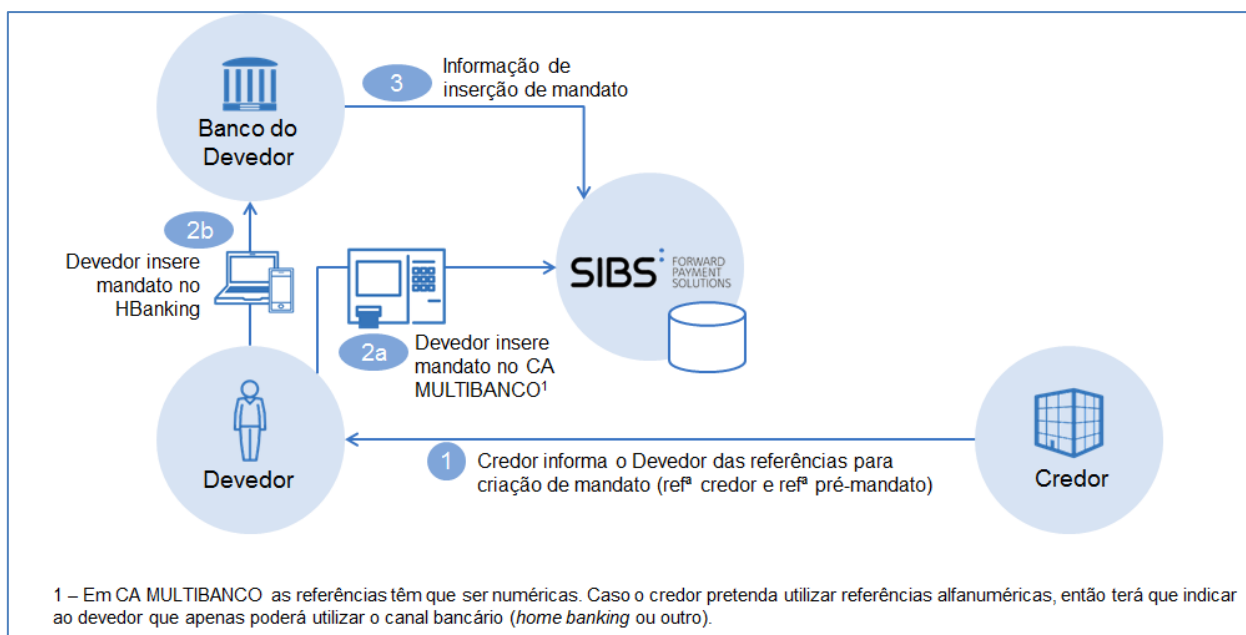 3
Informação de
inserção de mandato
Banco do
Devedor
2b
Devedor insere
mandato no
HBanking
SIBS
FORWARD
PAYMENT
SOLUTIONS
2a
Devedor insere
mandato no CA
MULTIBANCO¹
Devedor
1
Credor informa o Devedor das referências para
criação de mandato (refª credor e refª pré-mandato)
Credor
1 – Em CA MULTIBANCO as referências têm que ser numéricas. Caso o credor pretenda utilizar referências alfanuméricas, então terá que indicar
ao devedor que apenas poderá utilizar o canal bancário (home banking ou outro).